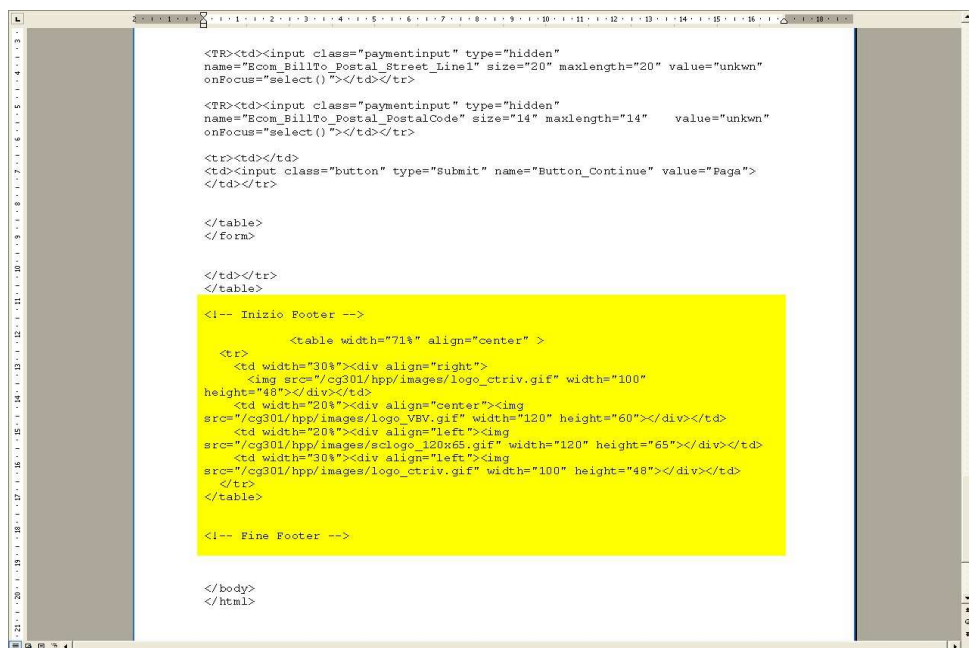 <TR><td><input class="paymentinput" type="hidden"
name="Ecom_BillTo_Postal_Street_Line1" size="20" maxlength="20" value="unkwn"
onFocus="select()"></td></tr>
<TR><td><input class="paymentinput" type="hidden"
name="Ecom_BillTo_Postal_PostalCode" size="14" maxlength="14" value="unkwn"
onFocus="select()"></td></tr>
<tr><td></td>
<td><input class="button" type="Submit" name="Button_Continue" value="Paga">
</td></tr>
</table>
</form>
</td></tr>
</table>
<!-- Inizio Footer -->
<table width="71%" align="center" >
<tr>
<td width="30%"><div align="right">
<img src="/cg301/hpp/images/logo_ctriv.gif" width="100"
height="48"></div></td>
<td width="20%"><div align="center"><img
src="/cg301/hpp/images/logo_VBV.gif" width="120" height="60"></div></td>
<td width="20%"><div align="left"><img
src="/cg301/hpp/images/sclogo_120x65.gif" width="120" height="65"></div></td>
<td width="30%"><div align="left"><img
src="/cg301/hpp/images/logo_ctriv.gif" width="100" height="48"></div></td>
</tr>
</table>
<!-- Fine Footer -->
</body>
</html>